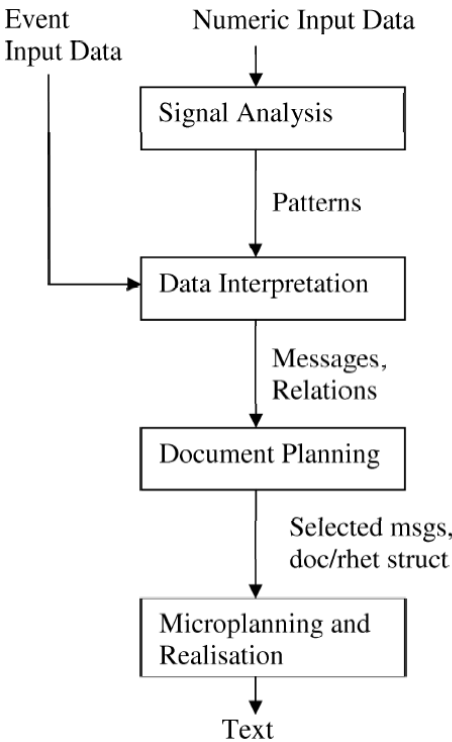 Event
Input Data
Numeric Input Data
Signal Analysis
Patterns
Data Interpretation
Messages,
Relations
Document Planning
Selected msgs,
doc/rhet struct
Microplanning and
Realisation
Text